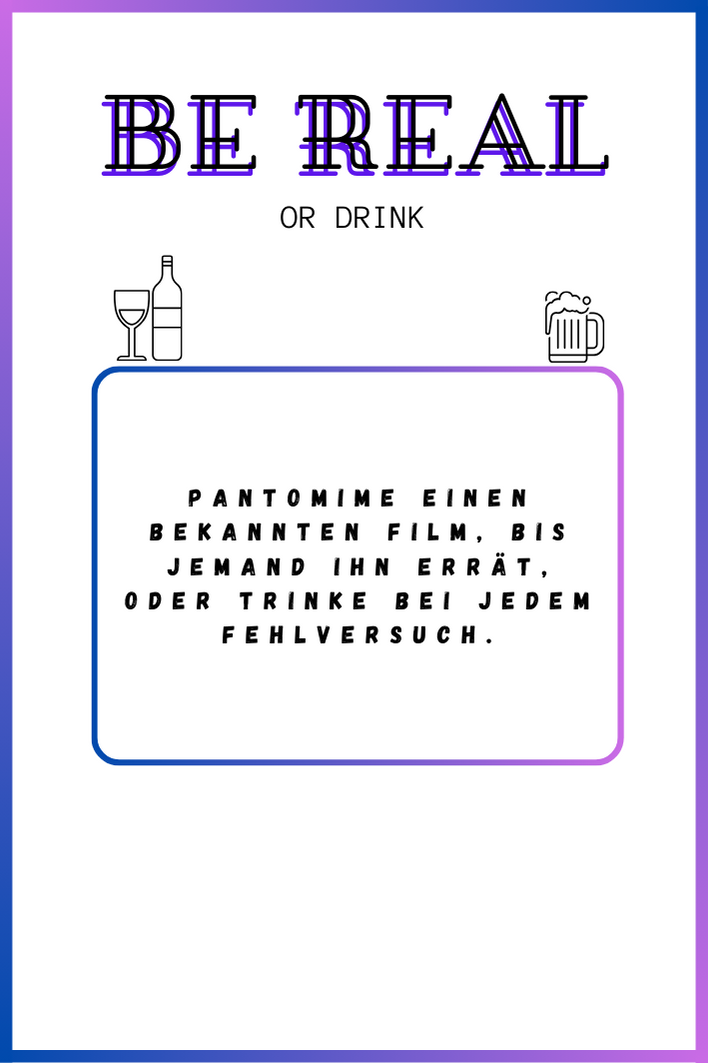 BE REAL
OR DRINK
PANTOMIME EINEN
BEKANNTEN FILM, BIS
JEMAND IHN ERRÄT,
ODER TRINKE BEI JEDEM
FEHLVERSUCH.